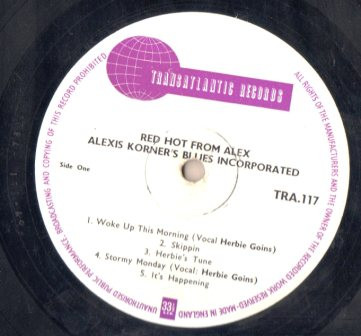 TRANSATLANTIC RECORDS
RED HOT FROM ALEX
ALEXIS KORNER'S BLUES INCORPORATED
Side One
TRA.117
1. Woke Up This Morning (Vocal Herbie Goins)
2. Skippin
3. Herbie's Tune
4. Stormy Monday (Vocal: Herbie Goins)
5. It's Happening
33⅓
ALL RIGHTS OF THE MANUFACTURERS AND THE OWNER OF THE RECORDED WORK RESERVED-MADE IN ENGLAND
UNAUTHORISED PUBLIC PERFORMANCE, BROADCASTING AND COPYING OF THIS RECORD PROHIBITED